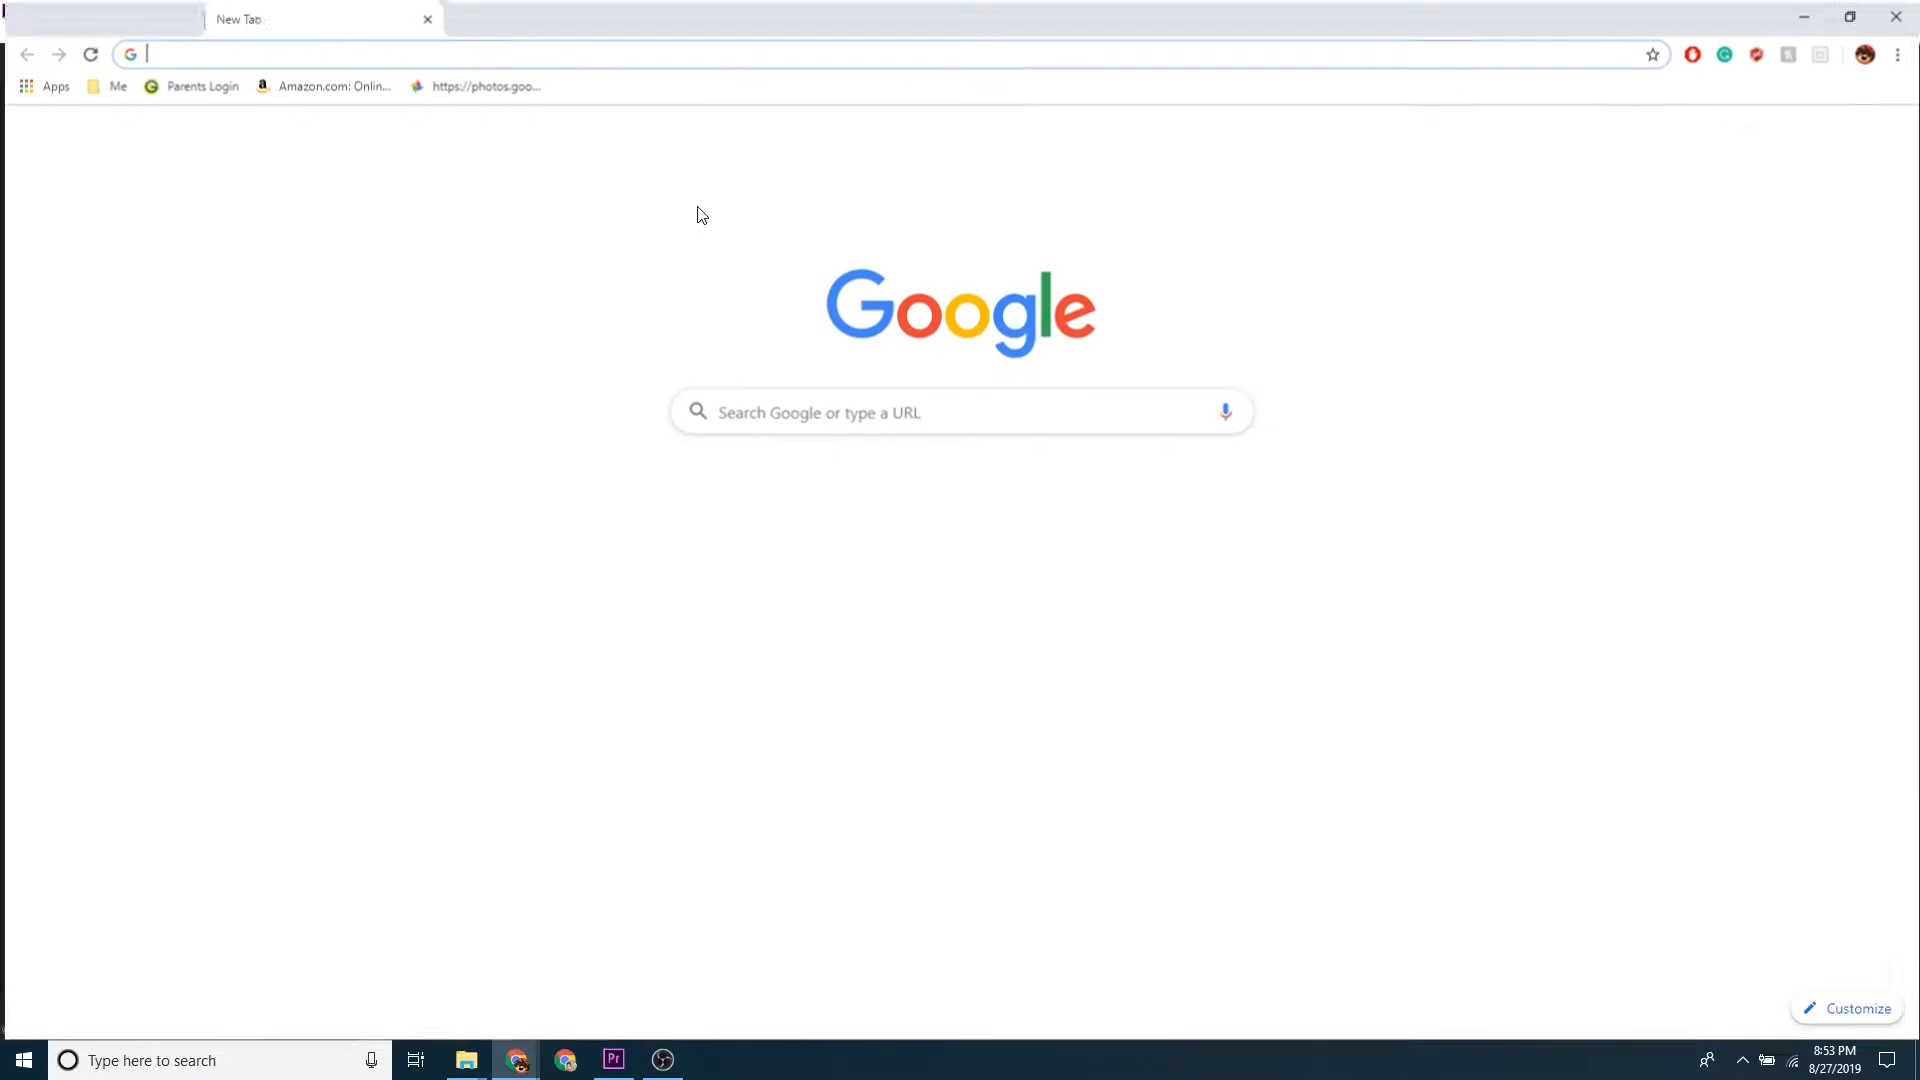 New Tab
Apps
Me
Parents Login
Amazon.com: Onlin...
https://photos.goo...
Google
Search Google or type a URL
Customize
Type here to search
Pr
8:53 PM
8/27/2019